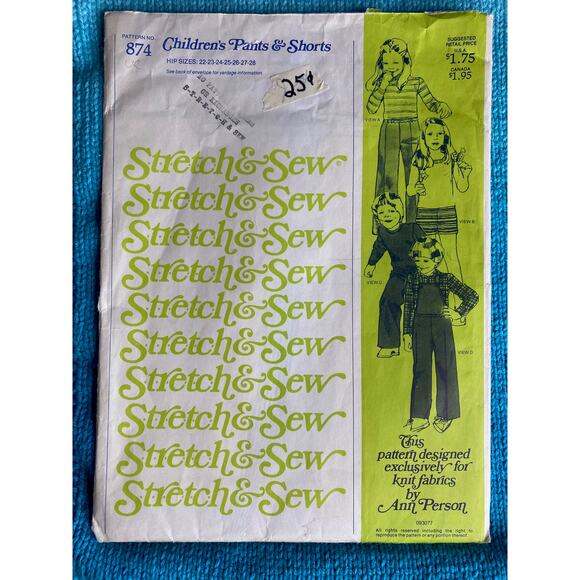 PATTERN NO.
874
Children's Pants & Shorts
HIP SIZES: 22-23-24-25-26-27-28
See back of envelope for yardage information.
25¢
S-T-R-E-T-C-H & SEW
Stretch & Sew®
Stretch & Sew
Stretch & Sew
Stretch & Sew
Stretch & Sew
Stretch & Sew
Stretch & Sew
Stretch & Sew
Stretch & Sew
Stretch & Sew
SUGGESTED
RETAIL PRICE
U.S.A.
$1.75
CANADA
$1.95
VIEW A
VIEW B
VIEW C
VIEW D
This
pattern designed
exclusively for
knit fabrics
by
Ann Person
093077
All rights reserved including the right to
reproduce the pattern or any portion thereof.